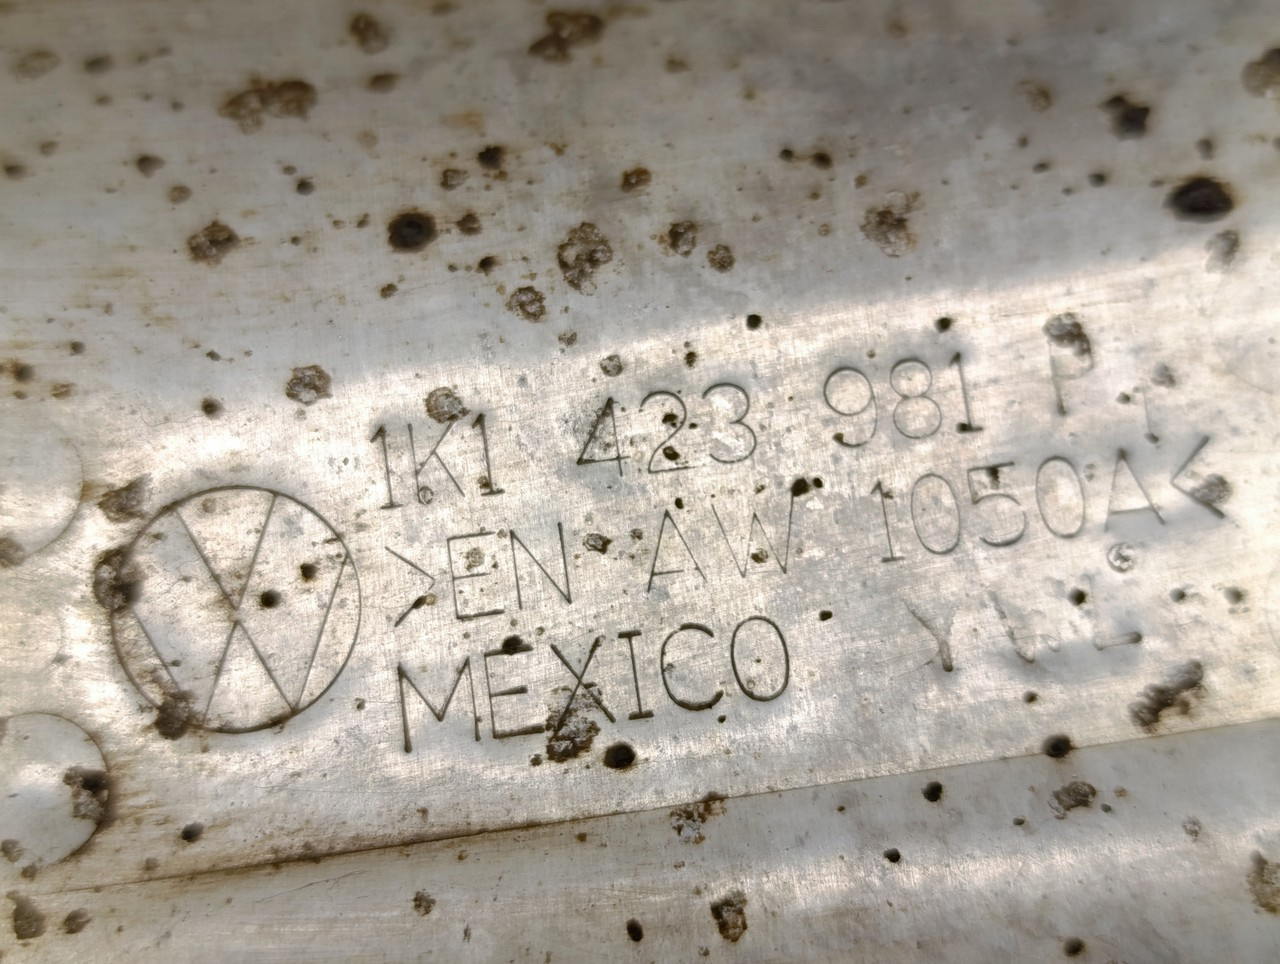 1K1 423 981 P
>EN AW 1050A<
MEXICO